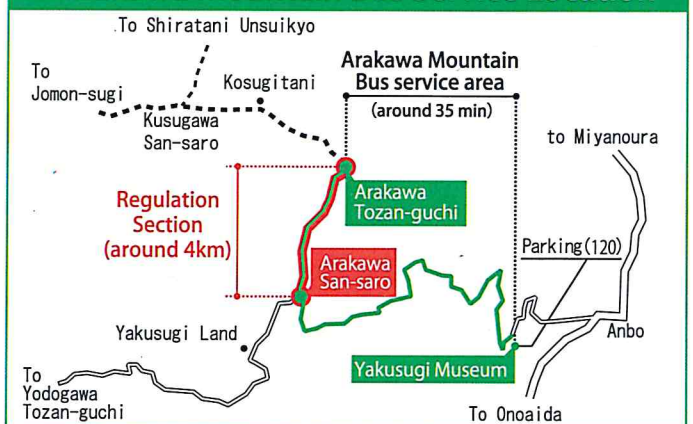 To Shiratani Unsuikyo
To
Jomon-sugi
Kosugitani
Kusugawa
San-saro
Arakawa Mountain
Bus service area
(around 35 min)
to Miyanoura
Regulation
Section
(around 4km)
Arakawa
Tozan-guchi
Arakawa
San-saro
Parking(120)
Anbo
Yakusugi Land
Yakusugi Museum
To
Yodogawa
Tozan-guchi
To Onoaida